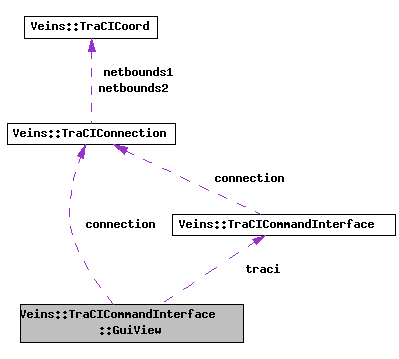 Veins::TraCICoord
netbounds1
netbounds2
Veins::TraCIConnection
connection
connection
Veins::TraCICommandInterface
traci
Veins::TraCICommandInterface
::GuiView